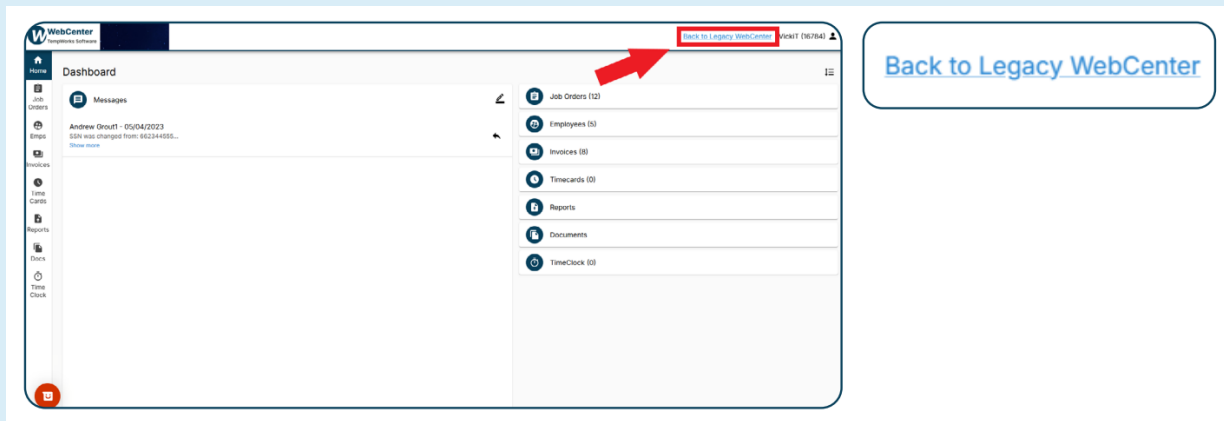 WebCenter
TempWorks Software
Back to Legacy WebCenter
VickiT (16784)
Home
Dashboard
Job
Orders
Emps
Invoices
Time
Cards
Reports
Docs
Time
Clock
Messages
Andrew Grout1 - 05/04/2023
SSN was changed from: 662344555...
Show more
Job Orders (12)
Employees (5)
Invoices (8)
Timecards (0)
Reports
Documents
TimeClock (0)
Back to Legacy WebCenter